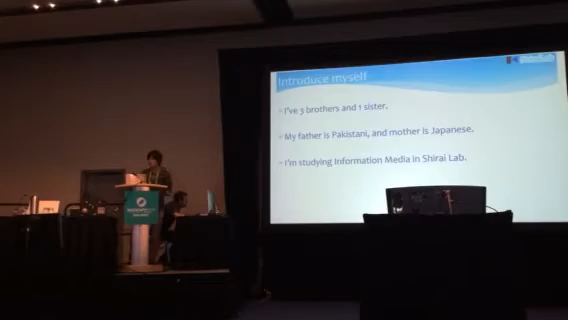 Introduce myself
I've 3 brothers and 1 sister.
My father is Pakistani, and mother is Japanese.
I'm studying Information Media in Shirai Lab.